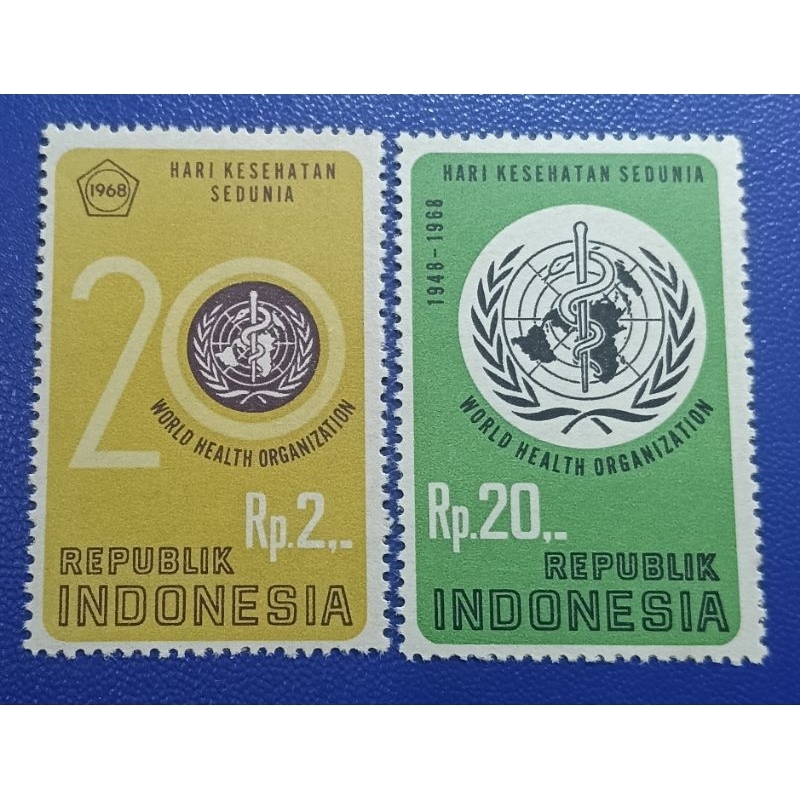 1968
HARI KESEHATAN
SEDUNIA
20
WORLD HEALTH ORGANIZATION
Rp.2,-
REPUBLIK
INDONESIA
HARI KESEHATAN SEDUNIA
1948-1968
WORLD HEALTH ORGANIZATION
Rp.20,-
REPUBLIK
INDONESIA